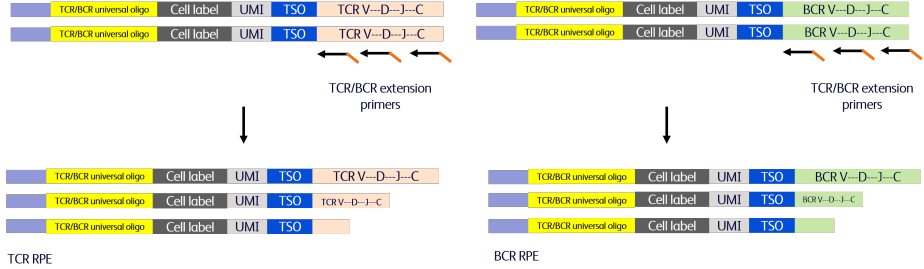 TCR/BCR universal oligo Cell label UMI TSO TCR V---D---J---C
TCR/BCR universal oligo Cell label UMI TSO TCR V---D---J---C
TCR/BCR extension
primers
TCR/BCR universal oligo Cell label UMI TSO TCR V---D---J---C
TCR/BCR universal oligo Cell label UMI TSO TCR V---D---J---C
TCR/BCR universal oligo Cell label UMI TSO
TCR RPE
TCR/BCR universal oligo Cell label UMI TSO BCR V---D---J---C
TCR/BCR universal oligo Cell label UMI TSO BCR V---D---J---C
TCR/BCR extension
primers
TCR/BCR universal oligo Cell label UMI TSO BCR V---D---J---C
TCR/BCR universal oligo Cell label UMI TSO BCR V---D---J---C
TCR/BCR universal oligo Cell label UMI TSO
BCR RPE